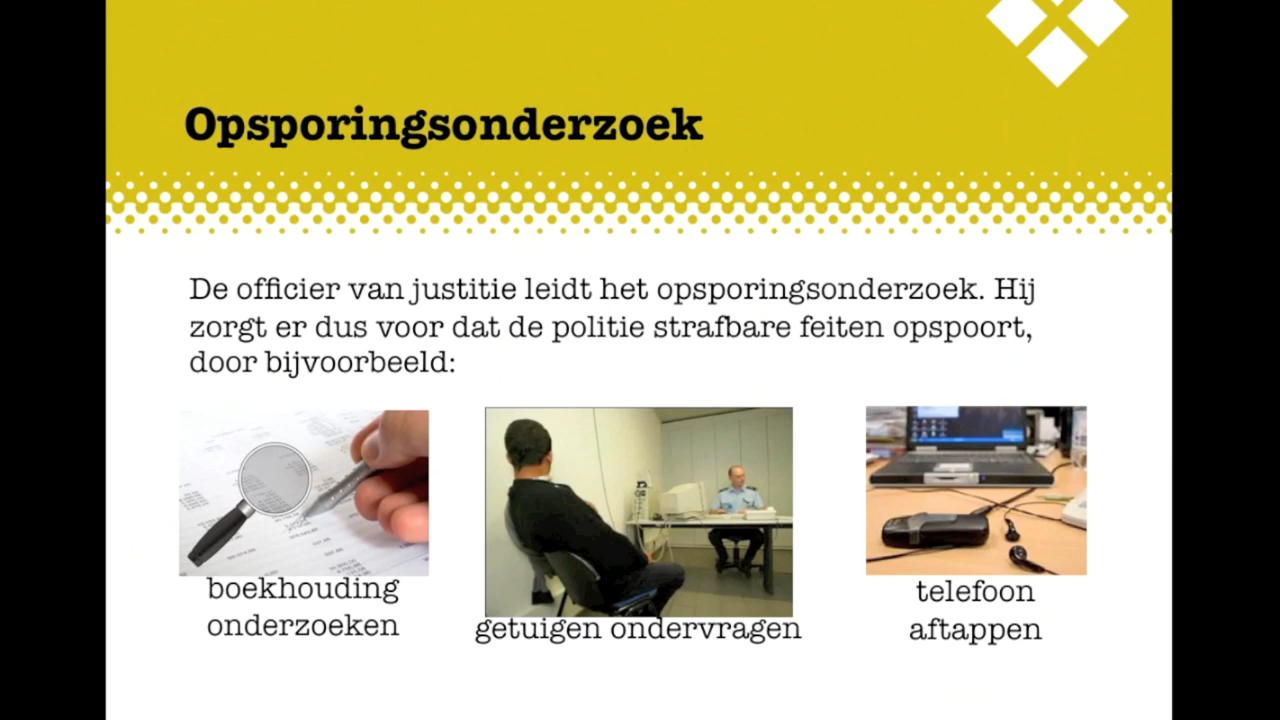 Opsporingsonderzoek
De officier van justitie leidt het opsporingsonderzoek. Hij
zorgt er dus voor dat de politie strafbare feiten opspoort,
door bijvoorbeeld:
boekhouding
onderzoeken
getuigen ondervragen
telefoon
aftappen